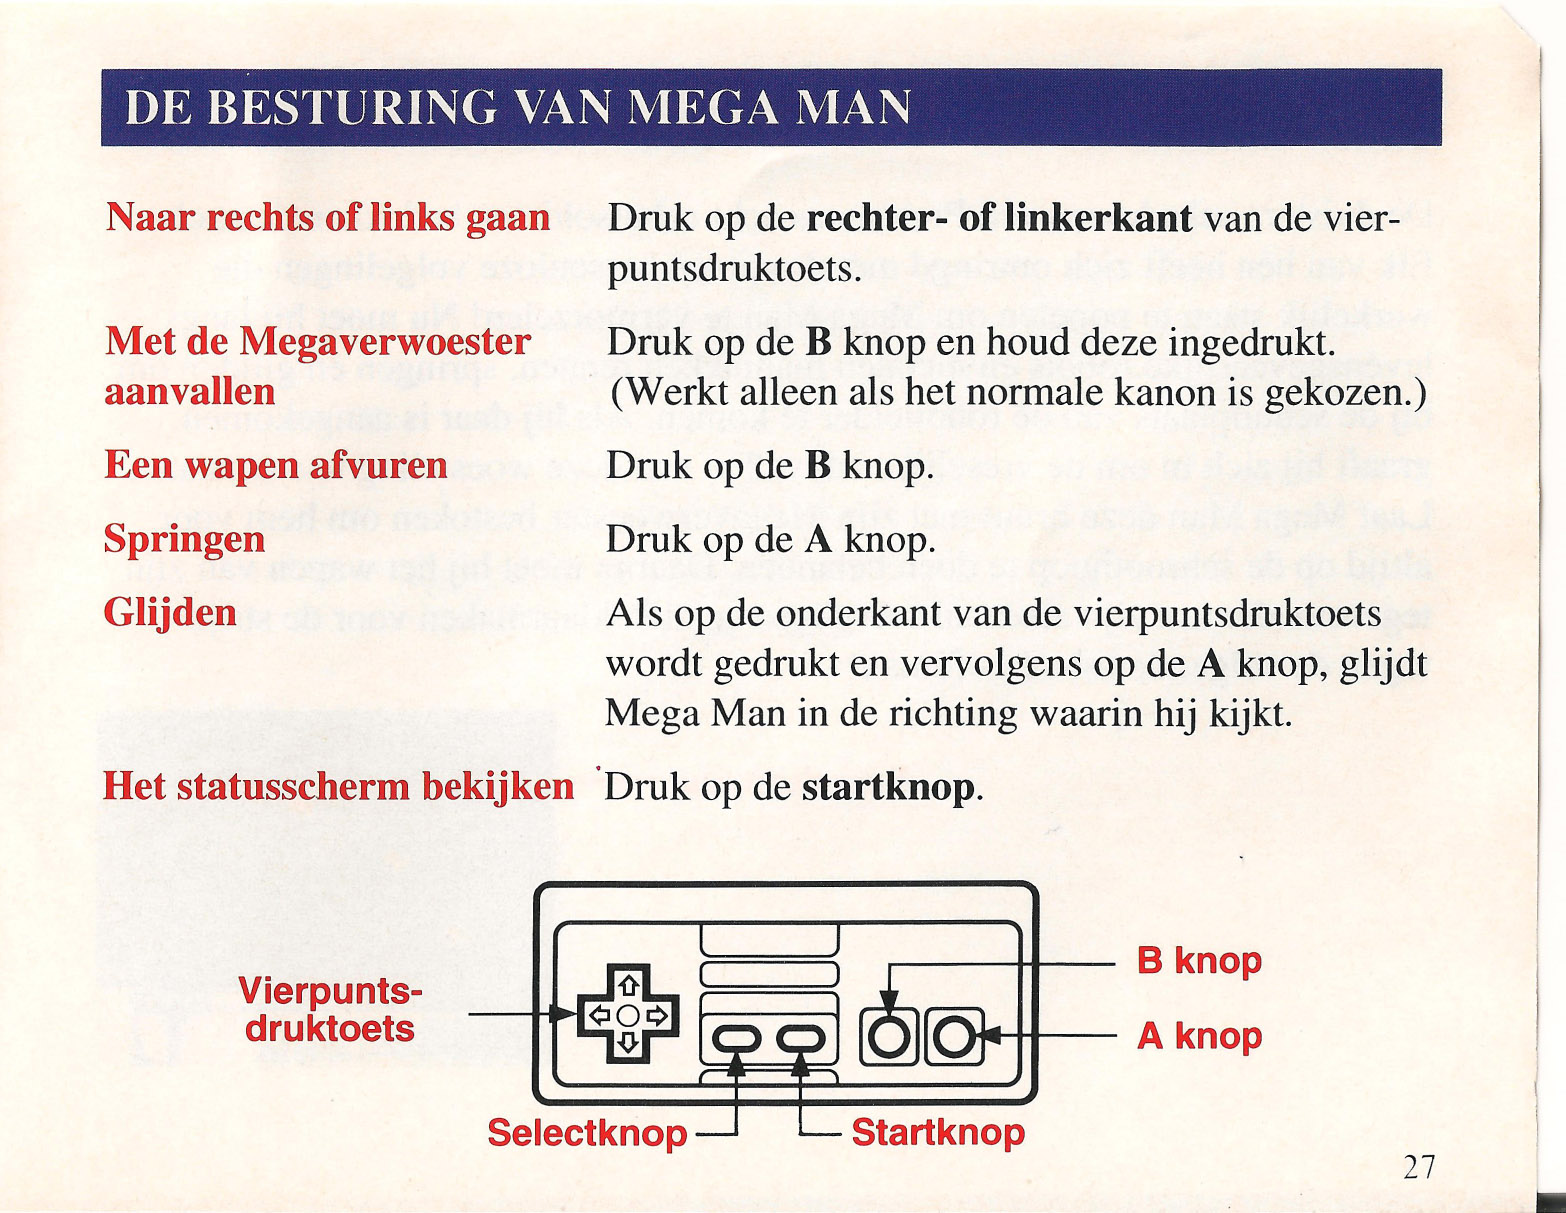 DE BESTURING VAN MEGA MAN
Naar rechts of links gaan Druk op de rechter- of linkerkant van de vier-
puntsdruktoets.
Met de Megaverwoester Druk op de B knop en houd deze ingedrukt.
aanvallen (Werkt alleen als het normale kanon is gekozen.)
Een wapen afvuren Druk op de B knop.
Springen Druk op de A knop.
Glijden Als op de onderkant van de vierpuntsdruktoets
wordt gedrukt en vervolgens op de A knop, glijdt
Mega Man in de richting waarin hij kijkt.
Het statusscherm bekijken Druk op de startknop.
Vierpunts-
druktoets
B knop
A knop
Selectknop
Startknop
27